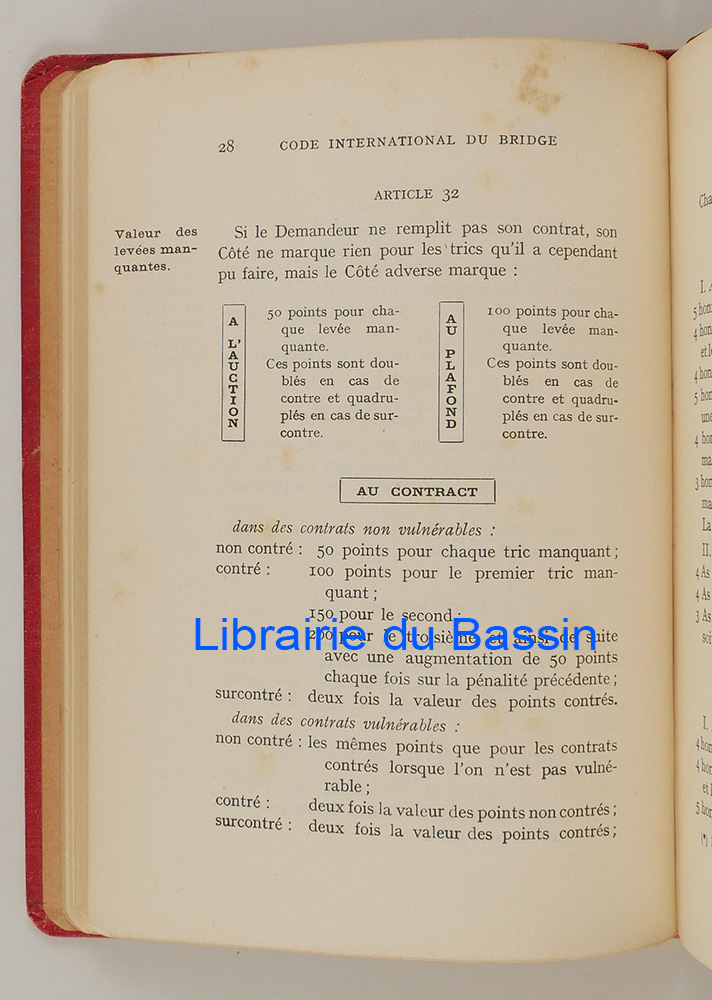 28 CODE INTERNATIONAL DU BRIDGE
ARTICLE 32
Valeur des
levées man-
quantes.
Si le Demandeur ne remplit pas son contrat, son
Côté ne marque rien pour les trics qu'il a cependant
pu faire, mais le Côté adverse marque :
A L'AUCTION
50 points pour cha-
que levée man-
quante.
Ces points sont dou-
blés en cas de
contre et quadru-
plés en cas de sur-
contre.
AU PLAFOND
100 points pour cha-
que levée man-
quante.
Ces points sont dou-
blés en cas de
contre et quadru-
plés en cas de sur-
contre.
AU CONTRACT
dans des contrats non vulnérables :
non contré : 50 points pour chaque tric manquant ;
contré : 100 points pour le premier tric man-
quant ;
150 pour le second ;
200 pour le troisième et ainsi de suite
avec une augmentation de 50 points
chaque fois sur la pénalité précédente ;
surcontré : deux fois la valeur des points contrés.
dans des contrats vulnérables :
non contré : les mêmes points que pour les contrats
contrés lorsque l'on n'est pas vulné-
rable ;
contré : deux fois la valeur des points non contrés ;
surcontré : deux fois la valeur des points contrés ;
Librairie du Bassin